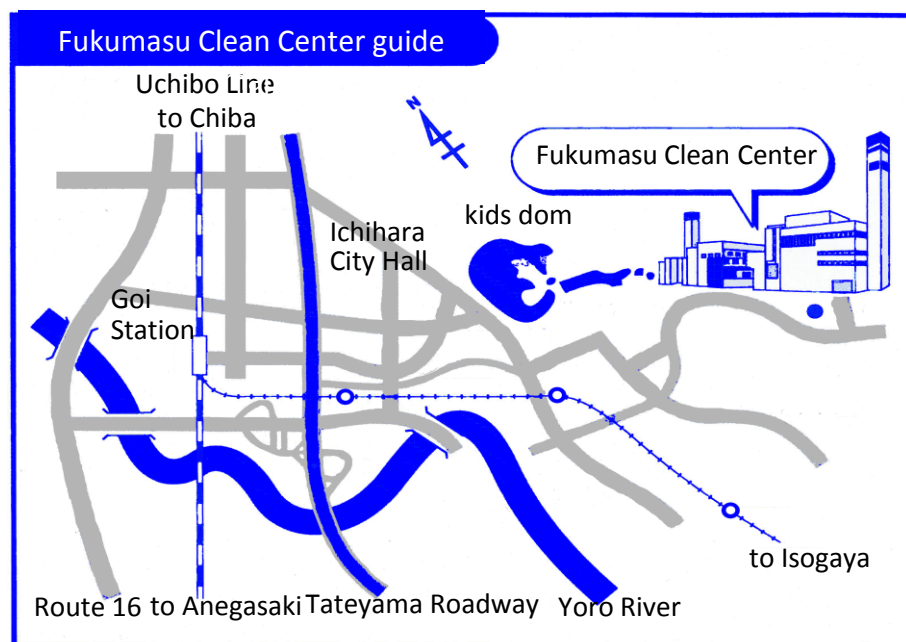 Fukumasu Clean Center guide
Uchibo Line
to Chiba
N
Fukumasu Clean Center
kids dom
Ichihara
City Hall
Goi
Station
to Isogaya
Route 16
to Anegasaki
Tateyama Roadway
Yoro River